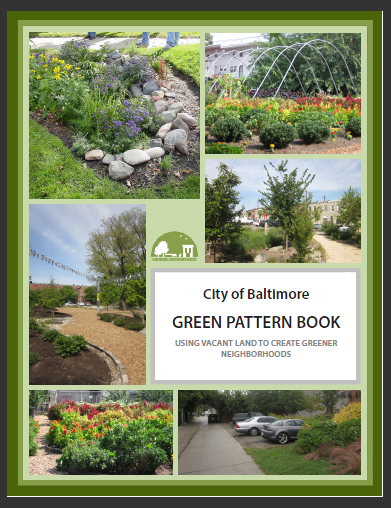 City of Baltimore
GREEN PATTERN BOOK
USING VACANT LAND TO CREATE GREENER
NEIGHBORHOODS